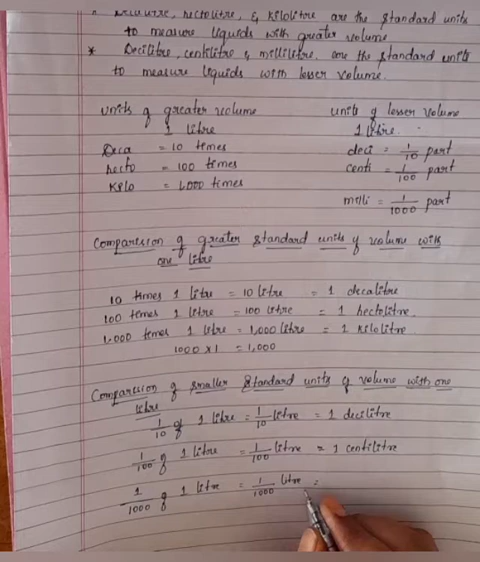 * Decalitre, hectolitre, & Kilolitre are the standard units
to measure liquids with greater volume
* Decilitre, centilitre & millilitre. are the standard units
to measure liquids with lesser volume.
units of greater volume
1 litre
Deca = 10 times
hecto = 100 times
Kilo = 1,000 times
units of lesser volume
1 litre.
deci = 1/10 part
centi = 1/100 part
milli = 1/1000 part
Comparision of greater standard units of volume with
one litre
10 times 1 litre = 10 litre = 1 decalitre
100 times 1 litre = 100 litre = 1 hectolitre
1,000 times 1 litre = 1,000 litre = 1 Kilolitre
1000 x 1 = 1,000
Comparision of smaller Standard units of volume with one
litre
1/10 of 1 litre = 1/10 litre = 1 decilitre
1/100 of 1 litre = 1/100 litre = 1 centilitre
1/1000 of 1 litre = 1/1000 litre =